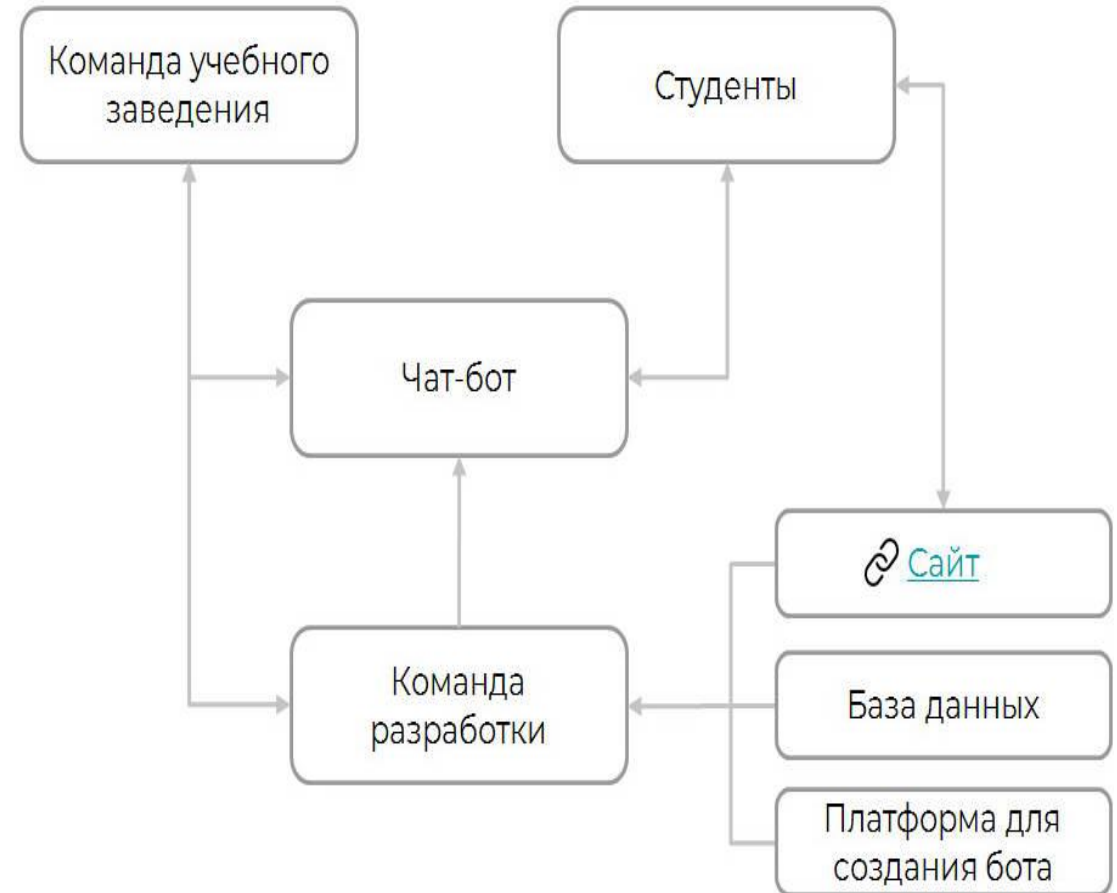 Команда учебного
заведения
Студенты
Чат-бот
Сайт
Команда
разработки
База данных
Платформа для
создания бота